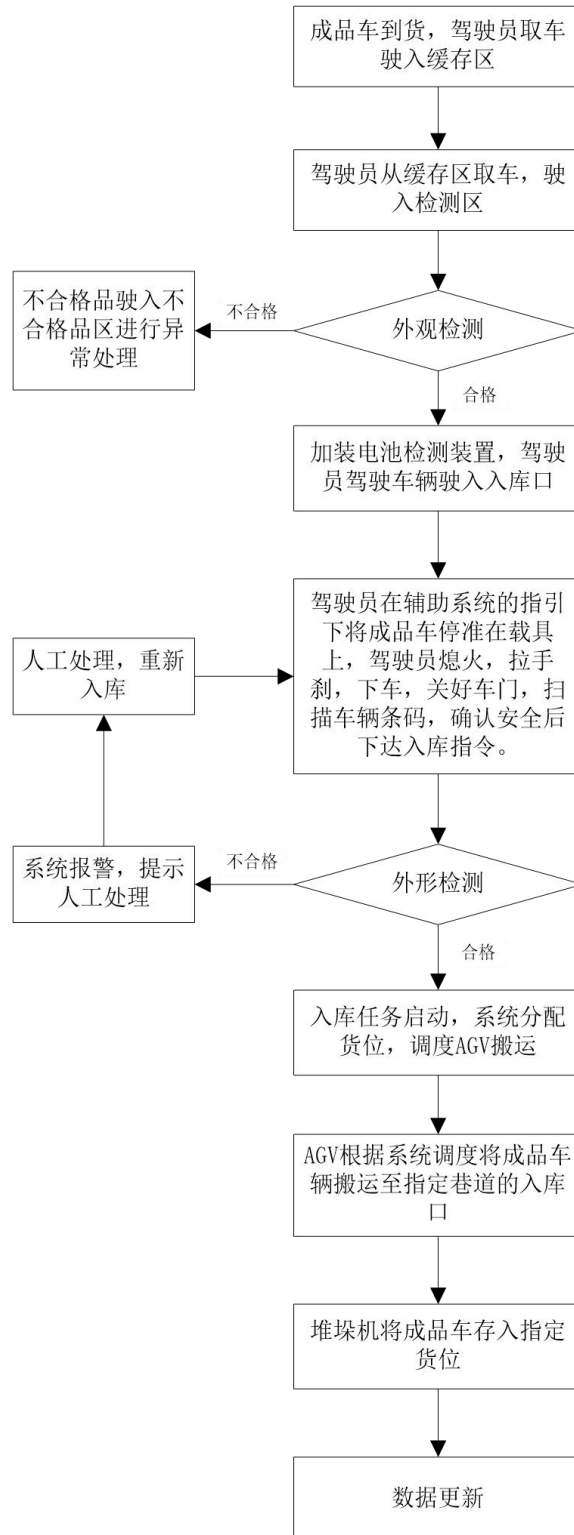 成品车到货，驾驶员取车
驶入缓存区
驾驶员从缓存区取车，驶
入检测区
不合格品驶入不
合格品区进行异
常处理
不合格
外观检测
合格
加装电池检测装置，驾驶
员驾驶车辆驶入入库口
驾驶员在辅助系统的指引
下将成品车停准在载具
上，驾驶员熄火，拉手
刹，下车，关好车门，扫
描车辆条码，确认安全后
下达入库指令。
人工处理，重新
入库
系统报警，提示
人工处理
不合格
外形检测
合格
入库任务启动，系统分配
货位，调度AGV搬运
AGV根据系统调度将成品车
辆搬运至指定巷道的入库
口
堆垛机将成品车存入指定
货位
数据更新